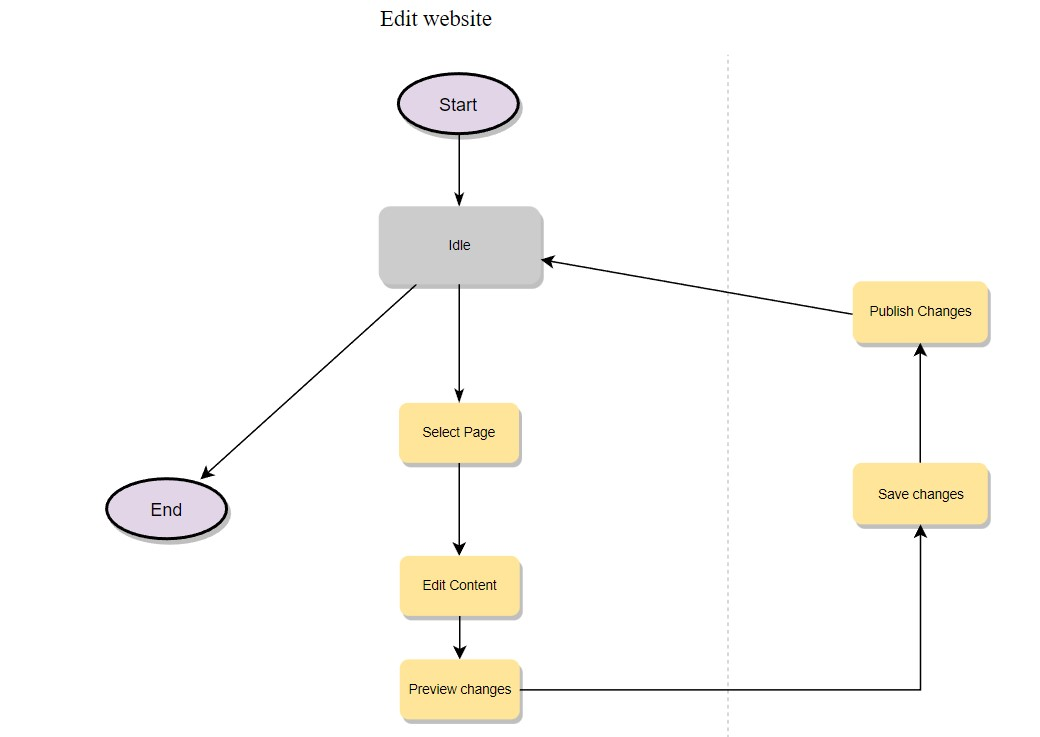 Edit website
Start
Idle
Publish Changes
Select Page
Save changes
End
Edit Content
Preview changes